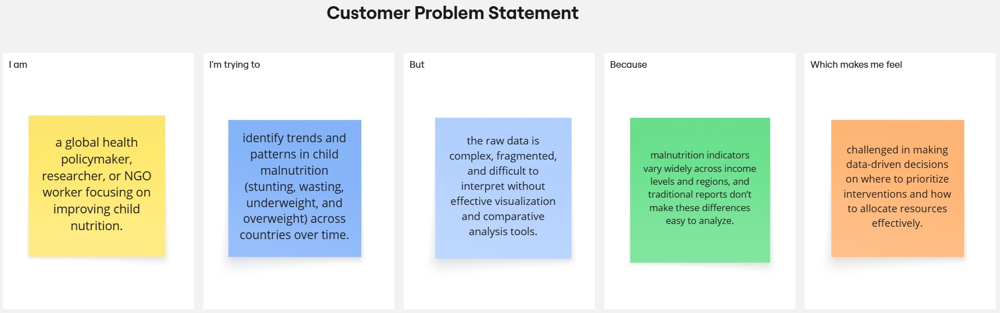 Customer Problem Statement
I am
a global health
policymaker,
researcher, or NGO
worker focusing on
improving child
nutrition.
I'm trying to
identify trends and
patterns in child
malnutrition
(stunting, wasting,
underweight, and
overweight) across
countries over time.
But
the raw data is
complex, fragmented,
and difficult to
interpret without
effective visualization
and comparative
analysis tools.
Because
malnutrition indicators
vary widely across income
levels and regions, and
traditional reports don’t
make these differences
easy to analyze.
Which makes me feel
challenged in making
data-driven decisions
on where to prioritize
interventions and how
to allocate resources
effectively.